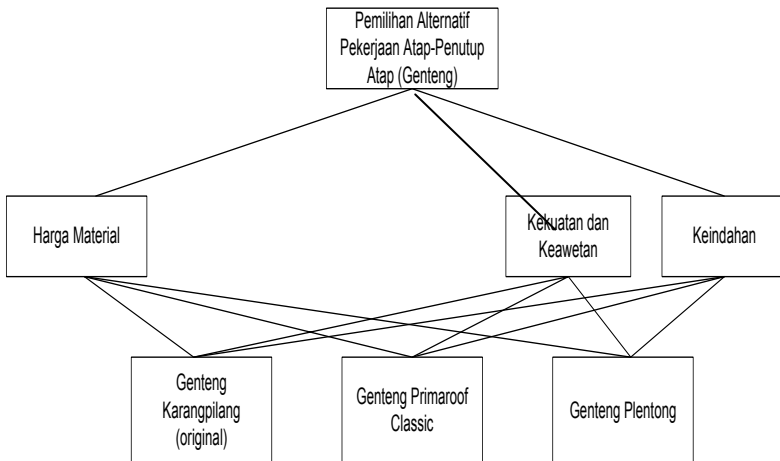 Pemilihan Alternatif
Pekerjaan Atap-Penutup
Atap (Genteng)
Harga Material
Kekuatan dan
Keawetan
Keindahan
Genteng
Karangpilang
(original)
Genteng Primaroof
Classic
Genteng Plentong